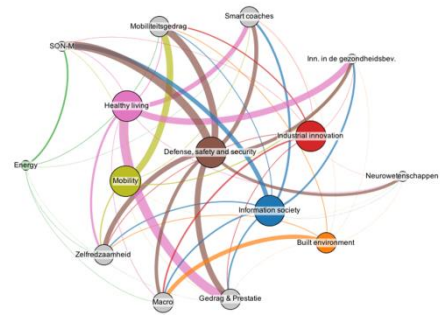 Smart coaches
Mobiliteitsgedrag
SON-M
Inn. in de gezondheidsbev.
Healthy living
Industrial innovation
Defense, safety and security
Energy
Neurowetenschappen
Mobility
Information society
Built environment
Zelfredzaamheid
Gedrag & Prestatie
Macro